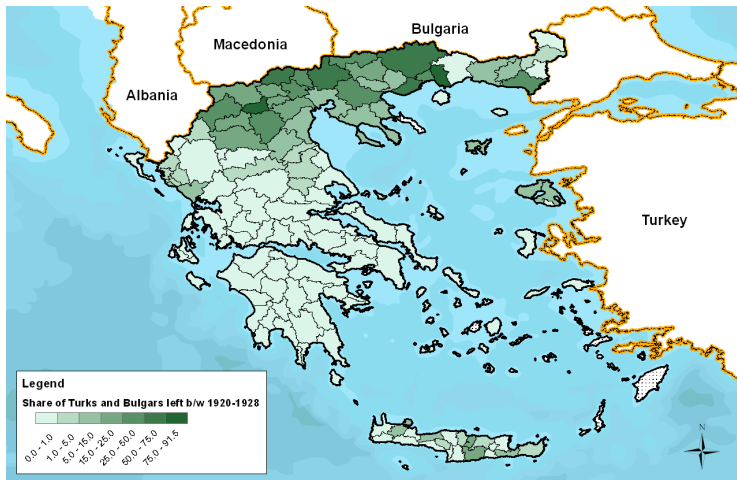 Bulgaria
Macedonia
Albania
Turkey
Legend
Share of Turks and Bulgars left b/w 1920-1928
0.0 - 1.0
1.0 - 5.0
5.0 - 15.0
15.0 - 25.0
25.0 - 50.0
50.0 - 75.0
75.0 - 91.5
N